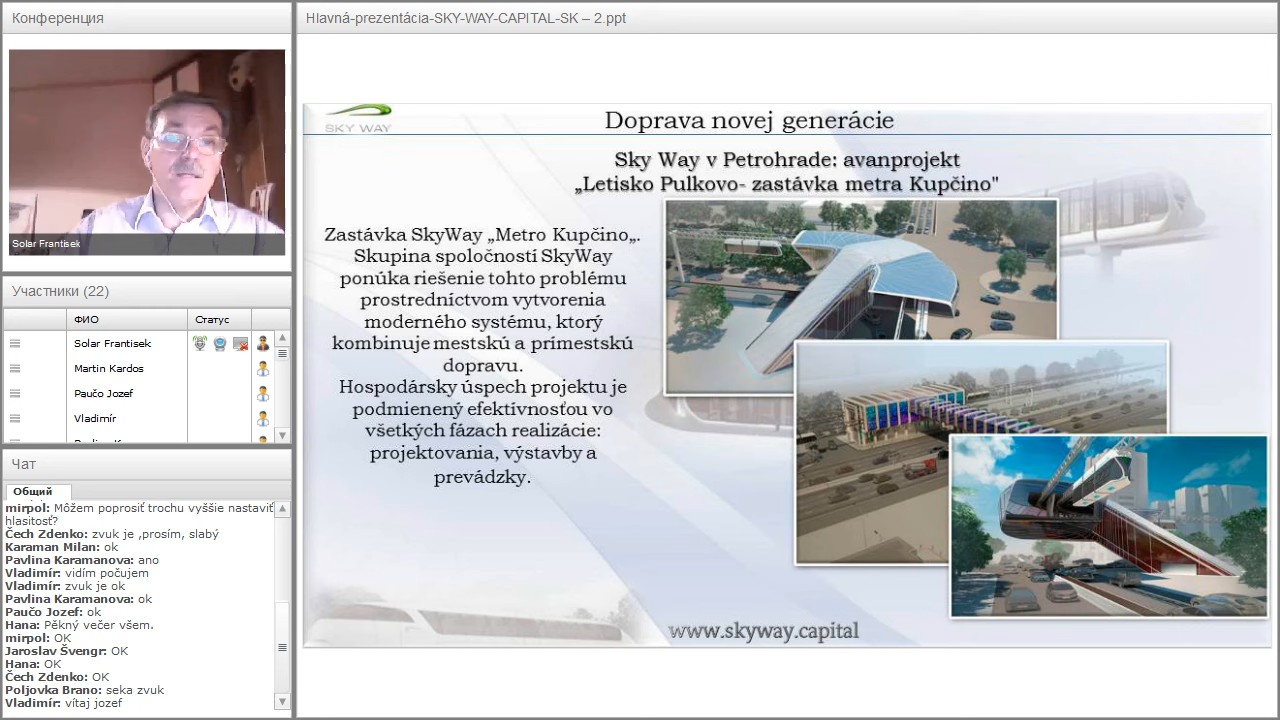 Конференция
Solar Frantisek
Участники (22)
ФИО
Статус
Solar Frantisek
Martin Kardos
Paučo Jozef
Vladimír
Чат
Общий
mirpol: Môžem poprosiť trochu vyššie nastaviť
hlasitosť?
Čech Zdenko: zvuk je ,prosím, slabý
Karaman Milan: ok
Pavlina Karamanova: ano
Vladimír: vidím počujem
Vladimír: zvuk je ok
Pavlina Karamanova: ok
Paučo Jozef: ok
Hana: Pěkný večer všem.
mirpol: OK
Jaroslav Švengr: OK
Hana: OK
Čech Zdenko: OK
Poljovka Brano: seka zvuk
Vladimír: vítaj jozef
Hlavná-prezentácia-SKY-WAY-CAPITAL-SK – 2.ppt
SKY WAY
Doprava novej generácie
Sky Way v Petrohrade: avanprojekt
„Letisko Pulkovo- zastávka metra Kupčino"
Zastávka SkyWay „Metro Kupčino„.
Skupina spoločností SkyWay
ponúka riešenie tohto problému
prostredníctvom vytvorenia
moderného systému, ktorý
kombinuje mestskú a prímestskú
dopravu.
Hospodársky úspech projektu je
podmienený efektívnosťou vo
všetkých fázach realizácie:
projektovania, výstavby a
prevádzky.
www.skyway.capital